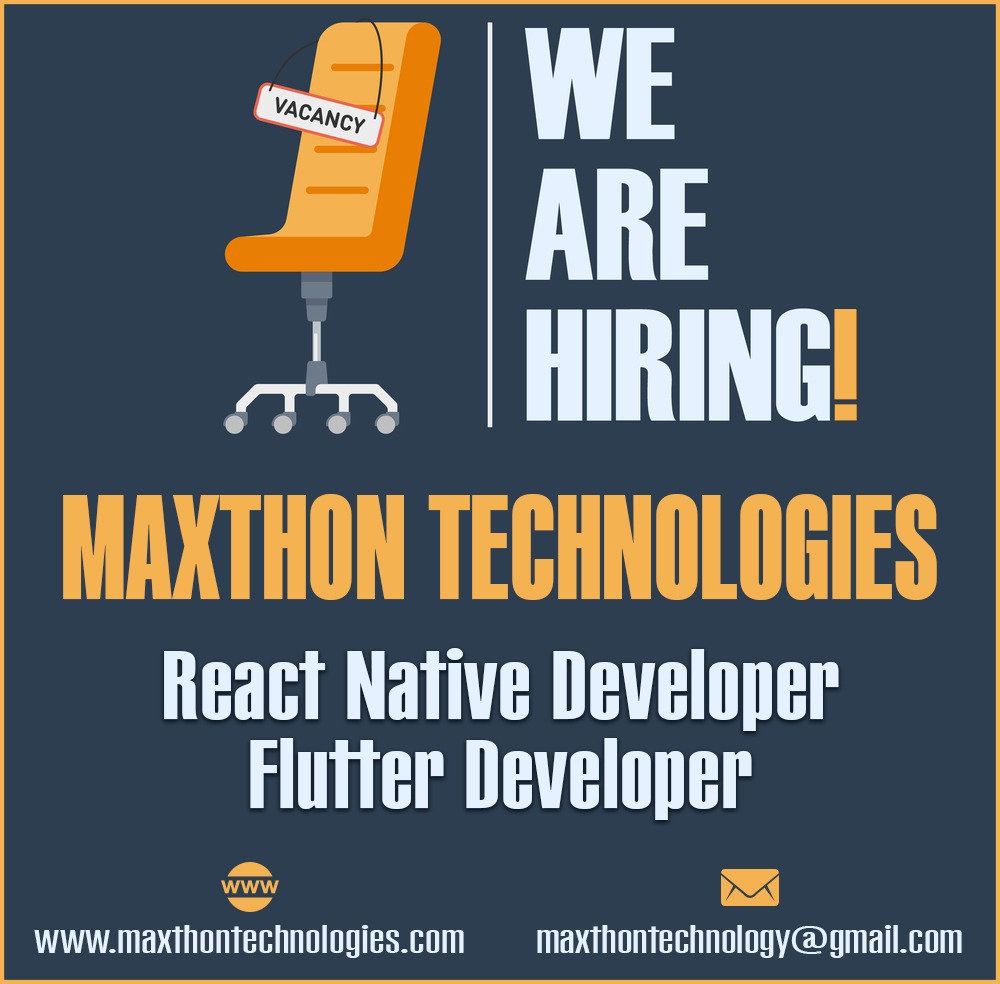 VACANCY
WE
ARE
HIRING!
MAXTHON TECHNOLOGIES
React Native Developer
Flutter Developer
WWW
www.maxthontechnologies.com
maxthontechnology@gmail.com